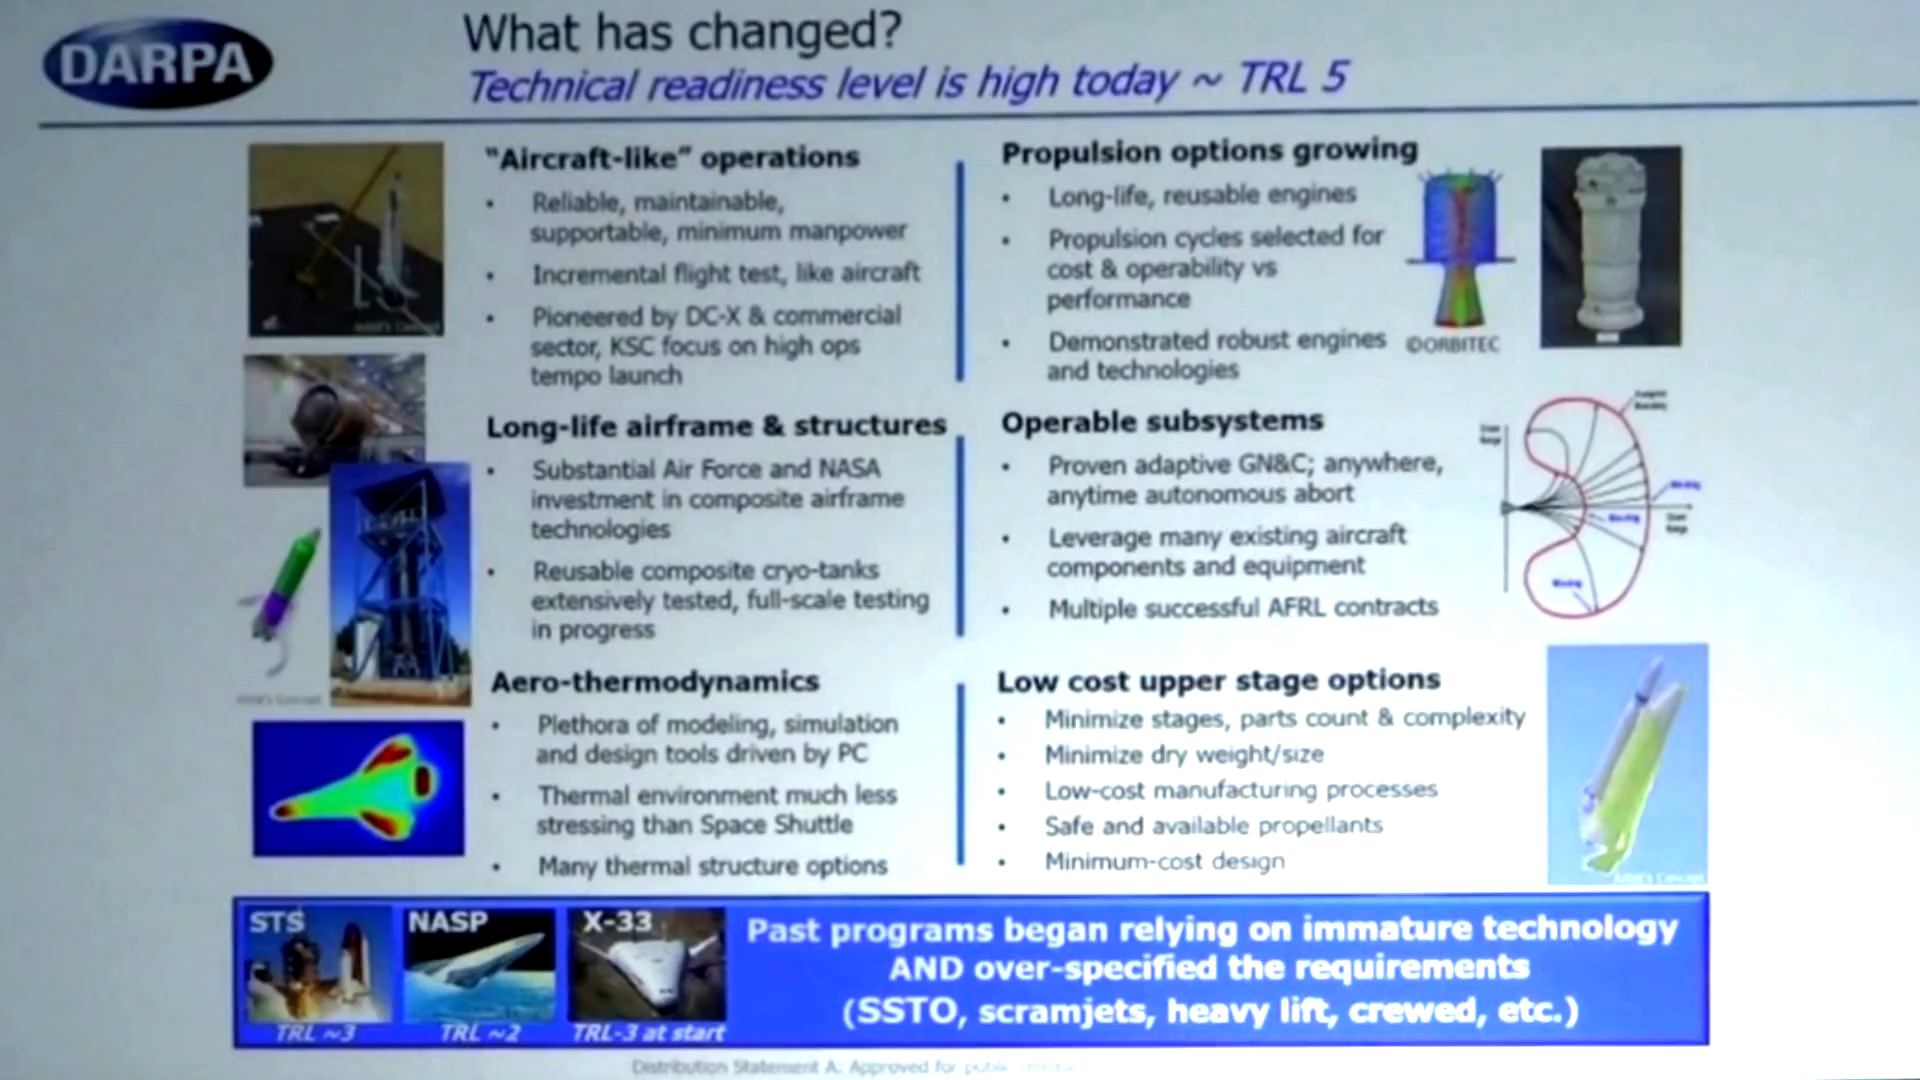 DARPA
What has changed?
Technical readiness level is high today ~ TRL 5
"Aircraft-like" operations
• Reliable, maintainable,
supportable, minimum manpower
• Incremental flight test, like aircraft
• Pioneered by DC-X & commercial
sector, KSC focus on high ops
tempo launch
Long-life airframe & structures
• Substantial Air Force and NASA
investment in composite airframe
technologies
• Reusable composite cryo-tanks
extensively tested, full-scale testing
in progress
Artist's Concept
Aero-thermodynamics
• Plethora of modeling, simulation
and design tools driven by PC
• Thermal environment much less
stressing than Space Shuttle
• Many thermal structure options
Propulsion options growing
• Long-life, reusable engines
• Propulsion cycles selected for
cost & operability vs
performance
• Demonstrated robust engines
and technologies
©ORBITEC
Operable subsystems
• Proven adaptive GN&C; anywhere,
anytime autonomous abort
• Leverage many existing aircraft
components and equipment
• Multiple successful AFRL contracts
Low cost upper stage options
• Minimize stages, parts count & complexity
• Minimize dry weight/size
• Low-cost manufacturing processes
• Safe and available propellants
• Minimum-cost design
Artist's Concept
STS
TRL ~3
NASP
TRL ~2
X-33
TRL-3 at start
Past programs began relying on immature technology
AND over-specified the requirements
(SSTO, scramjets, heavy lift, crewed, etc.)
Distribution Statement A: Approved for public